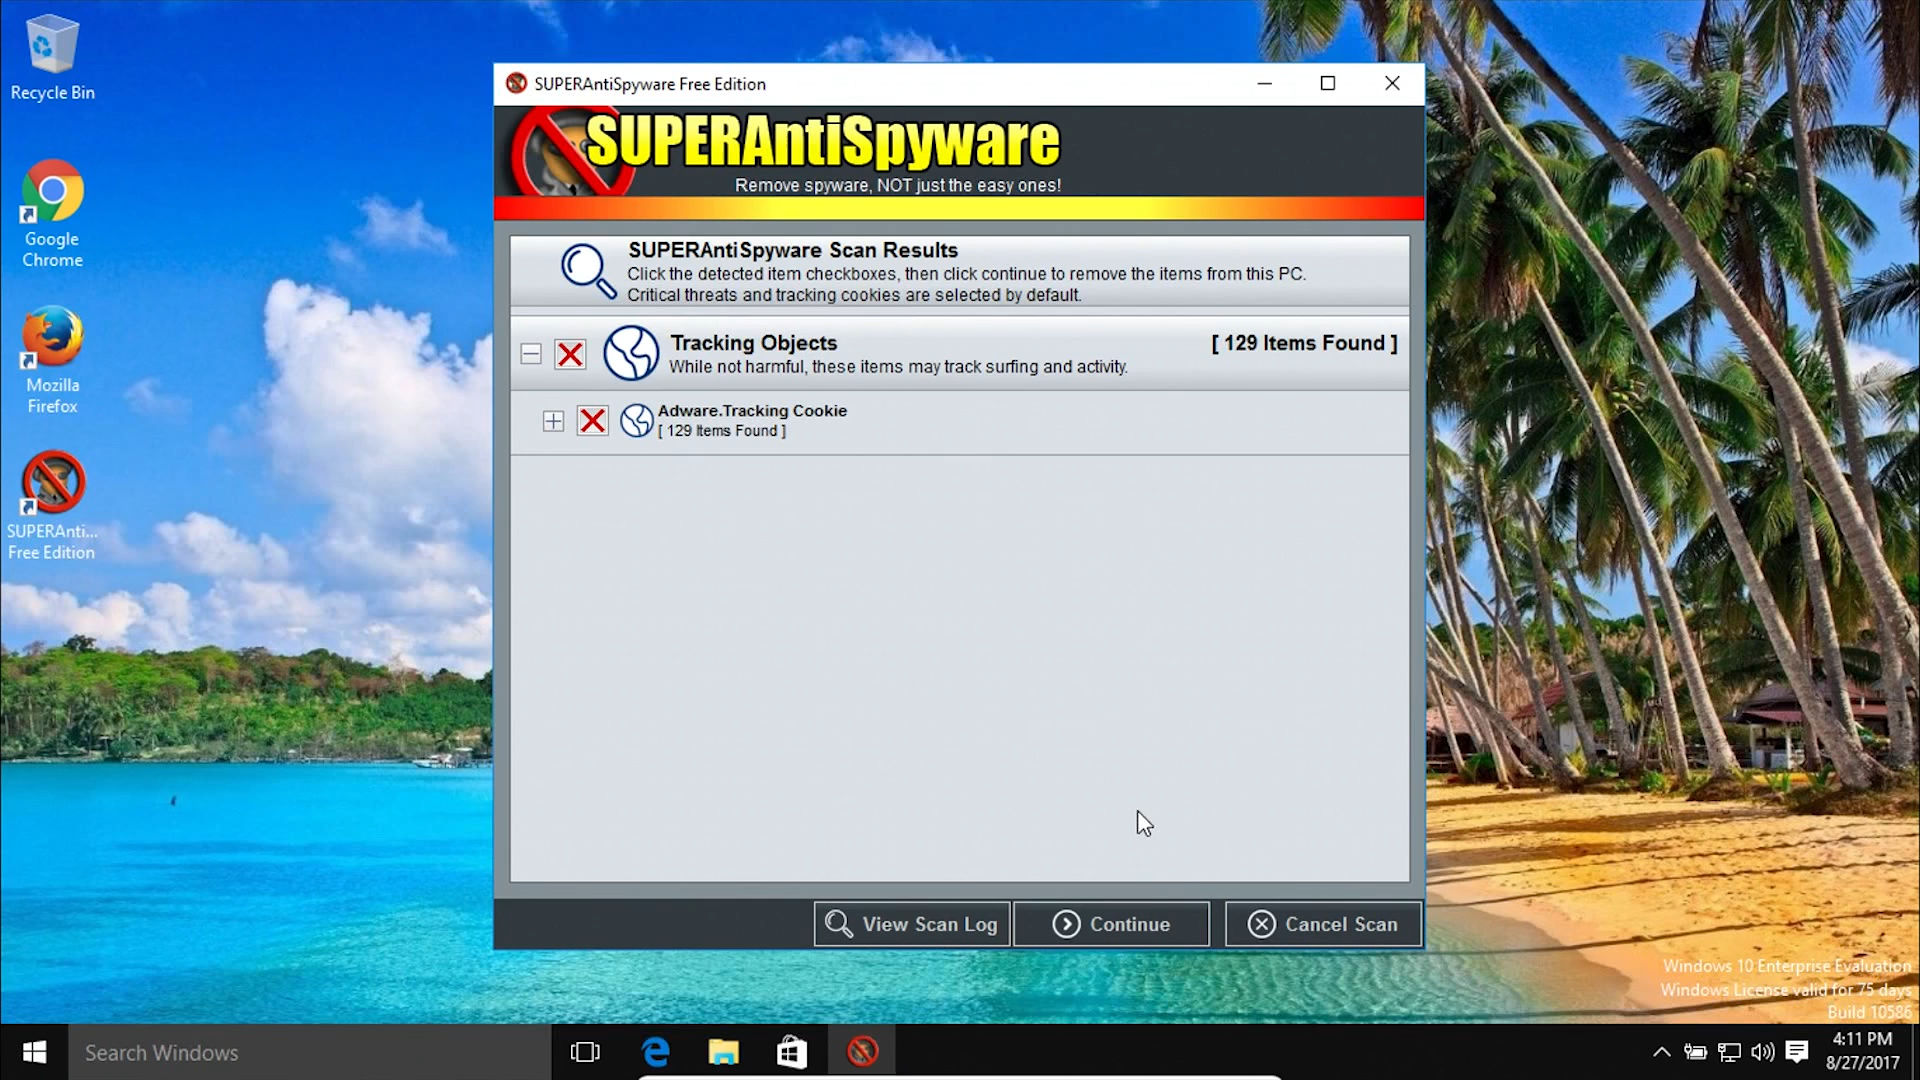 Recycle Bin
Google
Chrome
Mozilla
Firefox
SUPERAnti...
Free Edition
SUPERAntiSpyware Free Edition
SUPERAntiSpyware
Remove spyware, NOT just the easy ones!
SUPERAntiSpyware Scan Results
Click the detected item checkboxes, then click continue to remove the items from this PC.
Critical threats and tracking cookies are selected by default.
Tracking Objects
[ 129 Items Found ]
While not harmful, these items may track surfing and activity.
Adware.Tracking Cookie
[ 129 Items Found ]
View Scan Log
Continue
Cancel Scan
Windows 10 Enterprise Evaluation
Windows License valid for 75 days
Build 10586
Search Windows
4:11 PM
8/27/2017